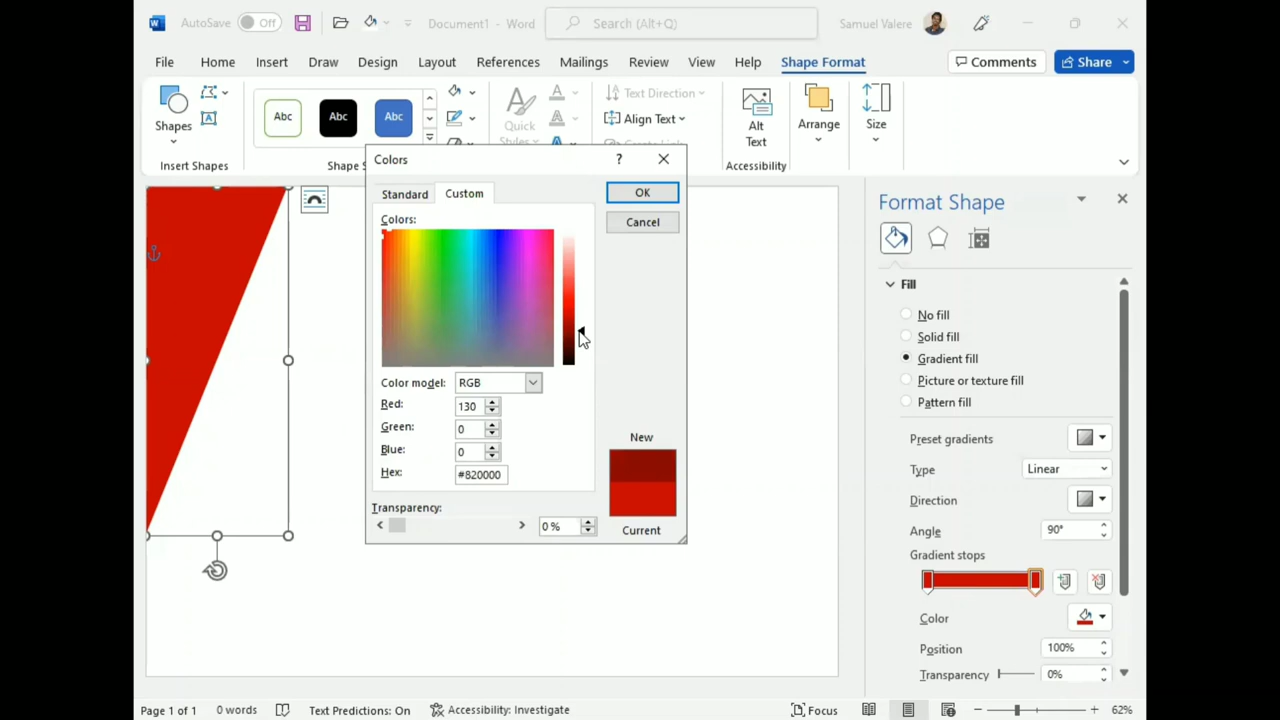 AutoSave Off Document1 - Word Search (Alt+Q) Samuel Valere
File Home Insert Draw Design Layout References Mailings Review View Help Shape Format Comments Share
Shapes
Insert Shapes
Abc Abc Abc
Shape S
Quick
Styles
Text Direction
Align Text
Create Link
Alt
Text
Accessibility
Arrange
Size
Colors ? ×
Standard Custom
OK
Cancel
Colors:
Color model: RGB
Red: 130
Green: 0
Blue: 0
Hex: #820000
Transparency:
0 %
New
Current
Format Shape
Fill
No fill
Solid fill
Gradient fill
Picture or texture fill
Pattern fill
Preset gradients
Type Linear
Direction
Angle 90°
Gradient stops
Color
Position 100%
Transparency 0%
Page 1 of 1 0 words Text Predictions: On Accessibility: Investigate Focus 62%